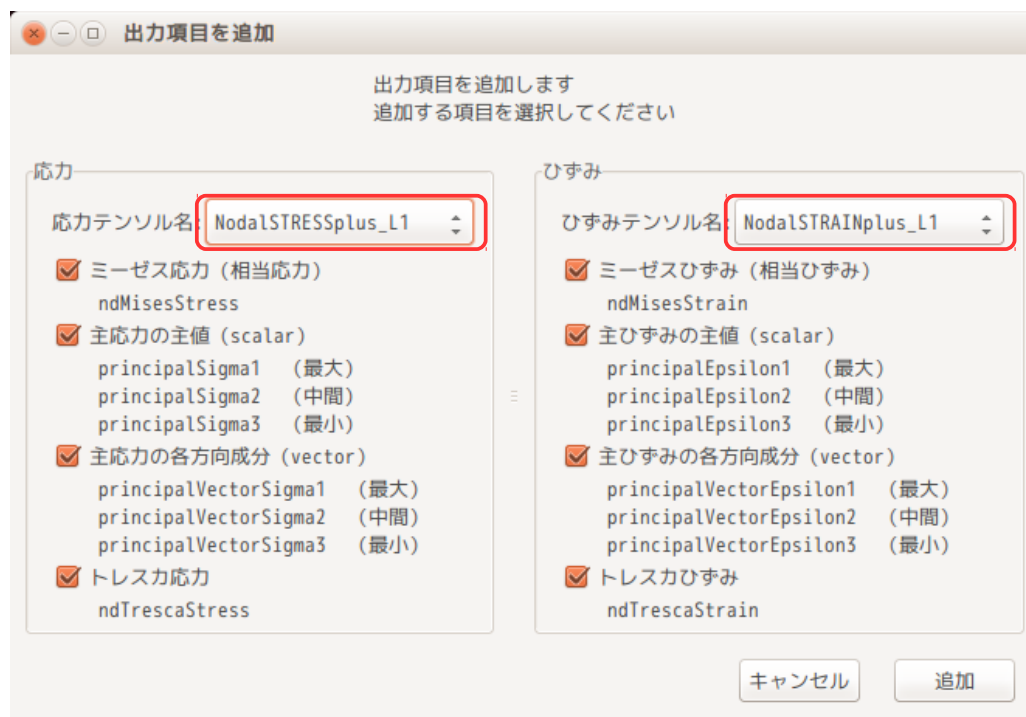 出力項目を追加
出力項目を追加します
追加する項目を選択してください
応力
応力テンソル名: NodalSTRESSplus_L1
ミーゼス応力 (相当応力)
ndMisesStress
主応力の主値 (scalar)
principalSigma1 (最大)
principalSigma2 (中間)
principalSigma3 (最小)
主応力の各方向成分 (vector)
principalVectorSigma1 (最大)
principalVectorSigma2 (中間)
principalVectorSigma3 (最小)
トレスカ応力
ndTrescaStress
ひずみ
ひずみテンソル名: NodalSTRAINplus_L1
ミーゼスひずみ (相当ひずみ)
ndMisesStrain
主ひずみの主値 (scalar)
principalEpsilon1 (最大)
principalEpsilon2 (中間)
principalEpsilon3 (最小)
主ひずみの各方向成分 (vector)
principalVectorEpsilon1 (最大)
principalVectorEpsilon2 (中間)
principalVectorEpsilon3 (最小)
トレスカひずみ
ndTrescaStrain
キャンセル
追加